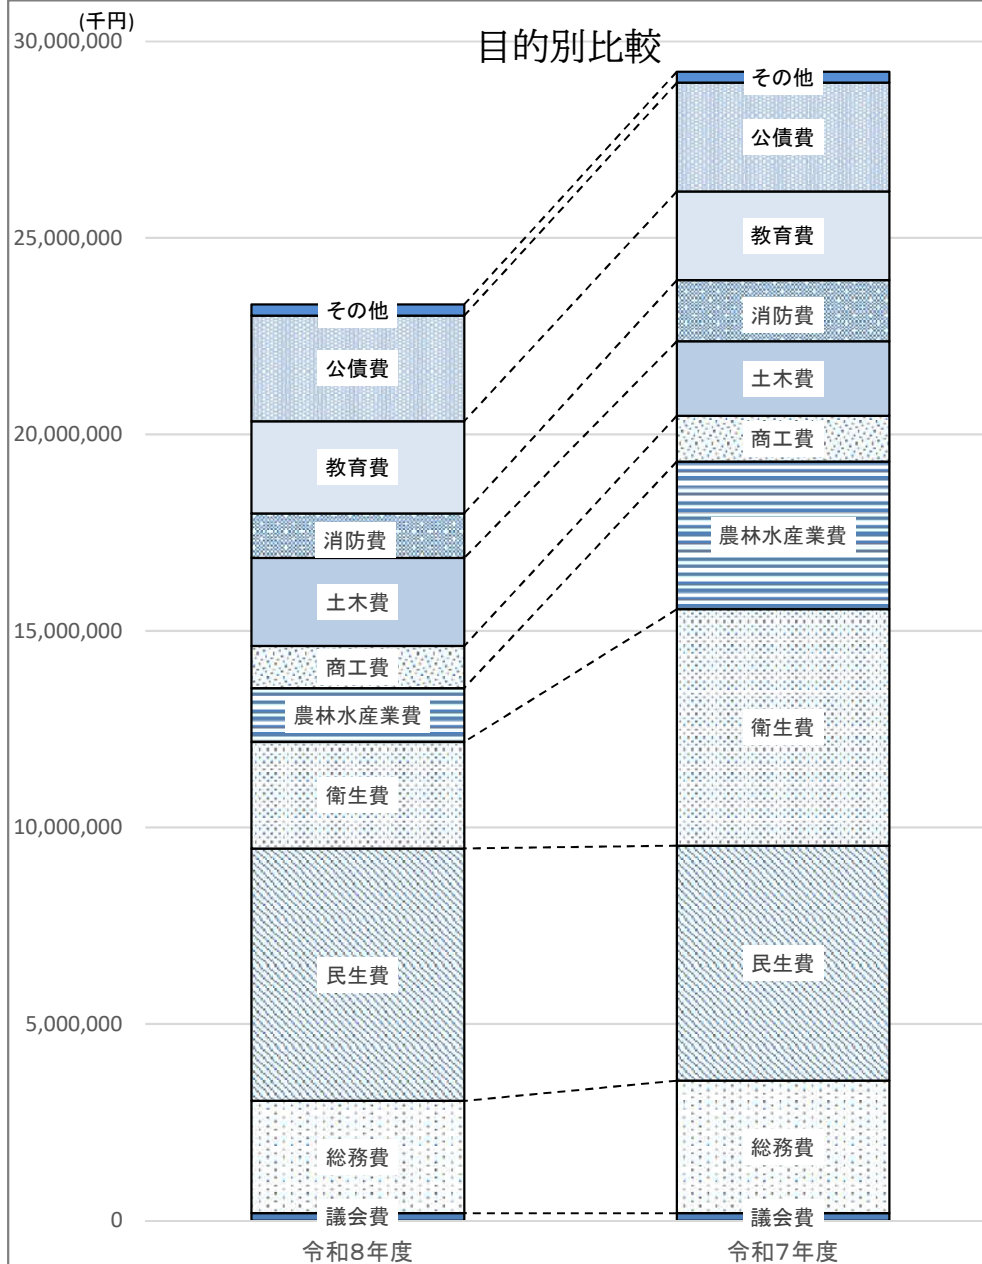 (千円)
目的別比較
30,000,000
25,000,000
20,000,000
15,000,000
10,000,000
5,000,000
0
その他
公債費
教育費
消防費
土木費
商工費
農林水産業費
衛生費
民生費
総務費
議会費
令和8年度
その他
公債費
教育費
消防費
土木費
商工費
農林水産業費
衛生費
民生費
総務費
議会費
令和7年度